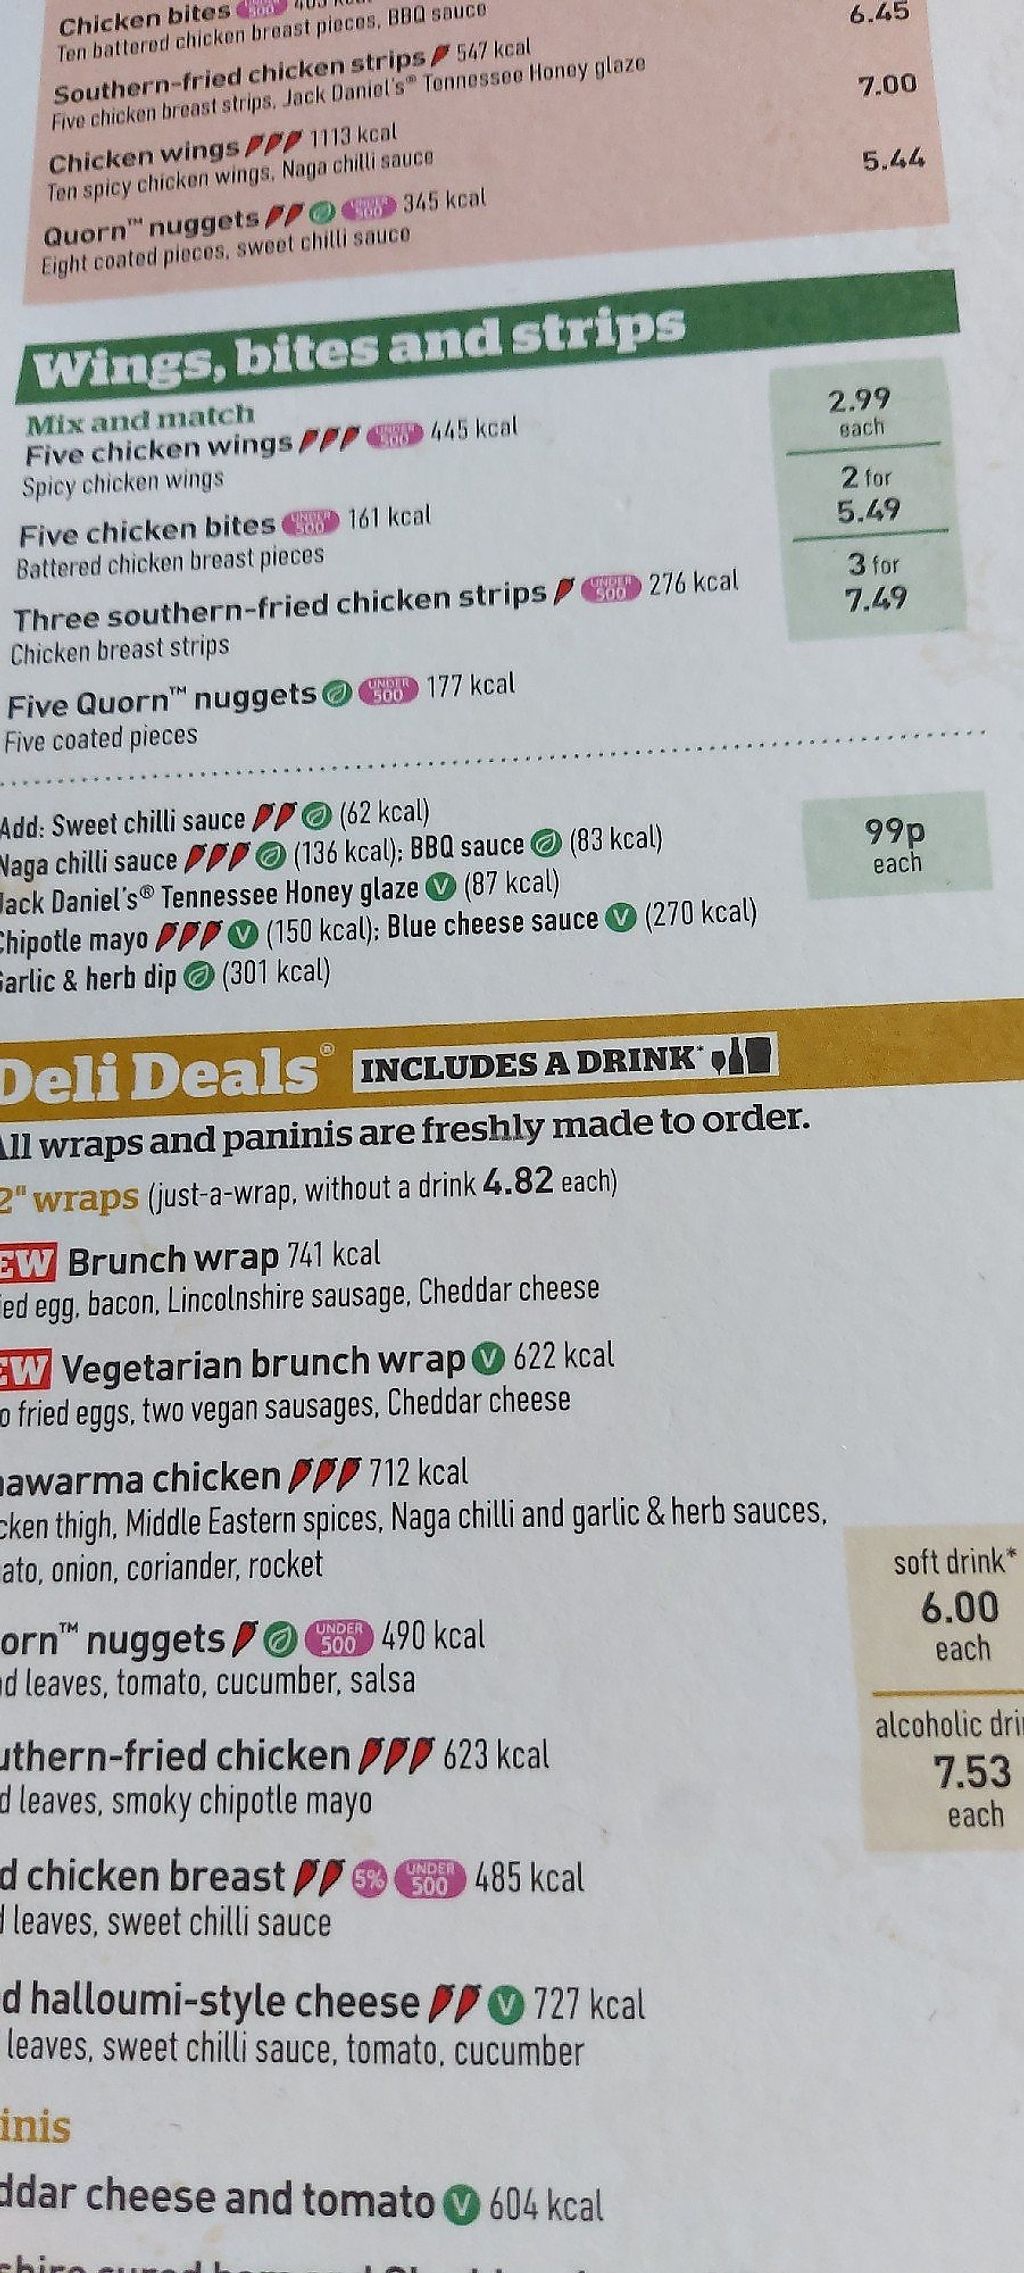 Chicken bites
Ten battered chicken breast pieces, BBQ sauce
6.45
Southern-fried chicken strips 547 kcal
Five chicken breast strips, Jack Daniel's® Tennessee Honey glaze
7.00
Chicken wings 1113 kcal
Ten spicy chicken wings, Naga chilli sauce
5.44
Quorn™ nuggets UNDER 500 345 kcal
Eight coated pieces, sweet chilli sauce
Wings, bites and strips
Mix and match
Five chicken wings UNDER 500 445 kcal
Spicy chicken wings
Five chicken bites UNDER 500 161 kcal
Battered chicken breast pieces
Three southern-fried chicken strips UNDER 500 276 kcal
Chicken breast strips
Five Quorn™ nuggets UNDER 500 177 kcal
Five coated pieces
2.99
each
2 for
5.49
3 for
7.49
Add: Sweet chilli sauce (62 kcal)
Naga chilli sauce (136 kcal); BBQ sauce (83 kcal)
Jack Daniel's® Tennessee Honey glaze V (87 kcal)
Chipotle mayo V (150 kcal); Blue cheese sauce V (270 kcal)
Garlic & herb dip (301 kcal)
99p
each
Deli Deals® INCLUDES A DRINK*
All wraps and paninis are freshly made to order.
2" wraps (just-a-wrap, without a drink 4.82 each)
EW Brunch wrap 741 kcal
ied egg, bacon, Lincolnshire sausage, Cheddar cheese
EW Vegetarian brunch wrap V 622 kcal
o fried eggs, two vegan sausages, Cheddar cheese
awarma chicken 712 kcal
cken thigh, Middle Eastern spices, Naga chilli and garlic & herb sauces,
ato, onion, coriander, rocket
orn™ nuggets UNDER 500 490 kcal
d leaves, tomato, cucumber, salsa
uthern-fried chicken 623 kcal
d leaves, smoky chipotle mayo
d chicken breast 5% UNDER 500 485 kcal
d leaves, sweet chilli sauce
d halloumi-style cheese V 727 kcal
leaves, sweet chilli sauce, tomato, cucumber
soft drink*
6.00
each
alcoholic dri
7.53
each
inis
ddar cheese and tomato V 604 kcal